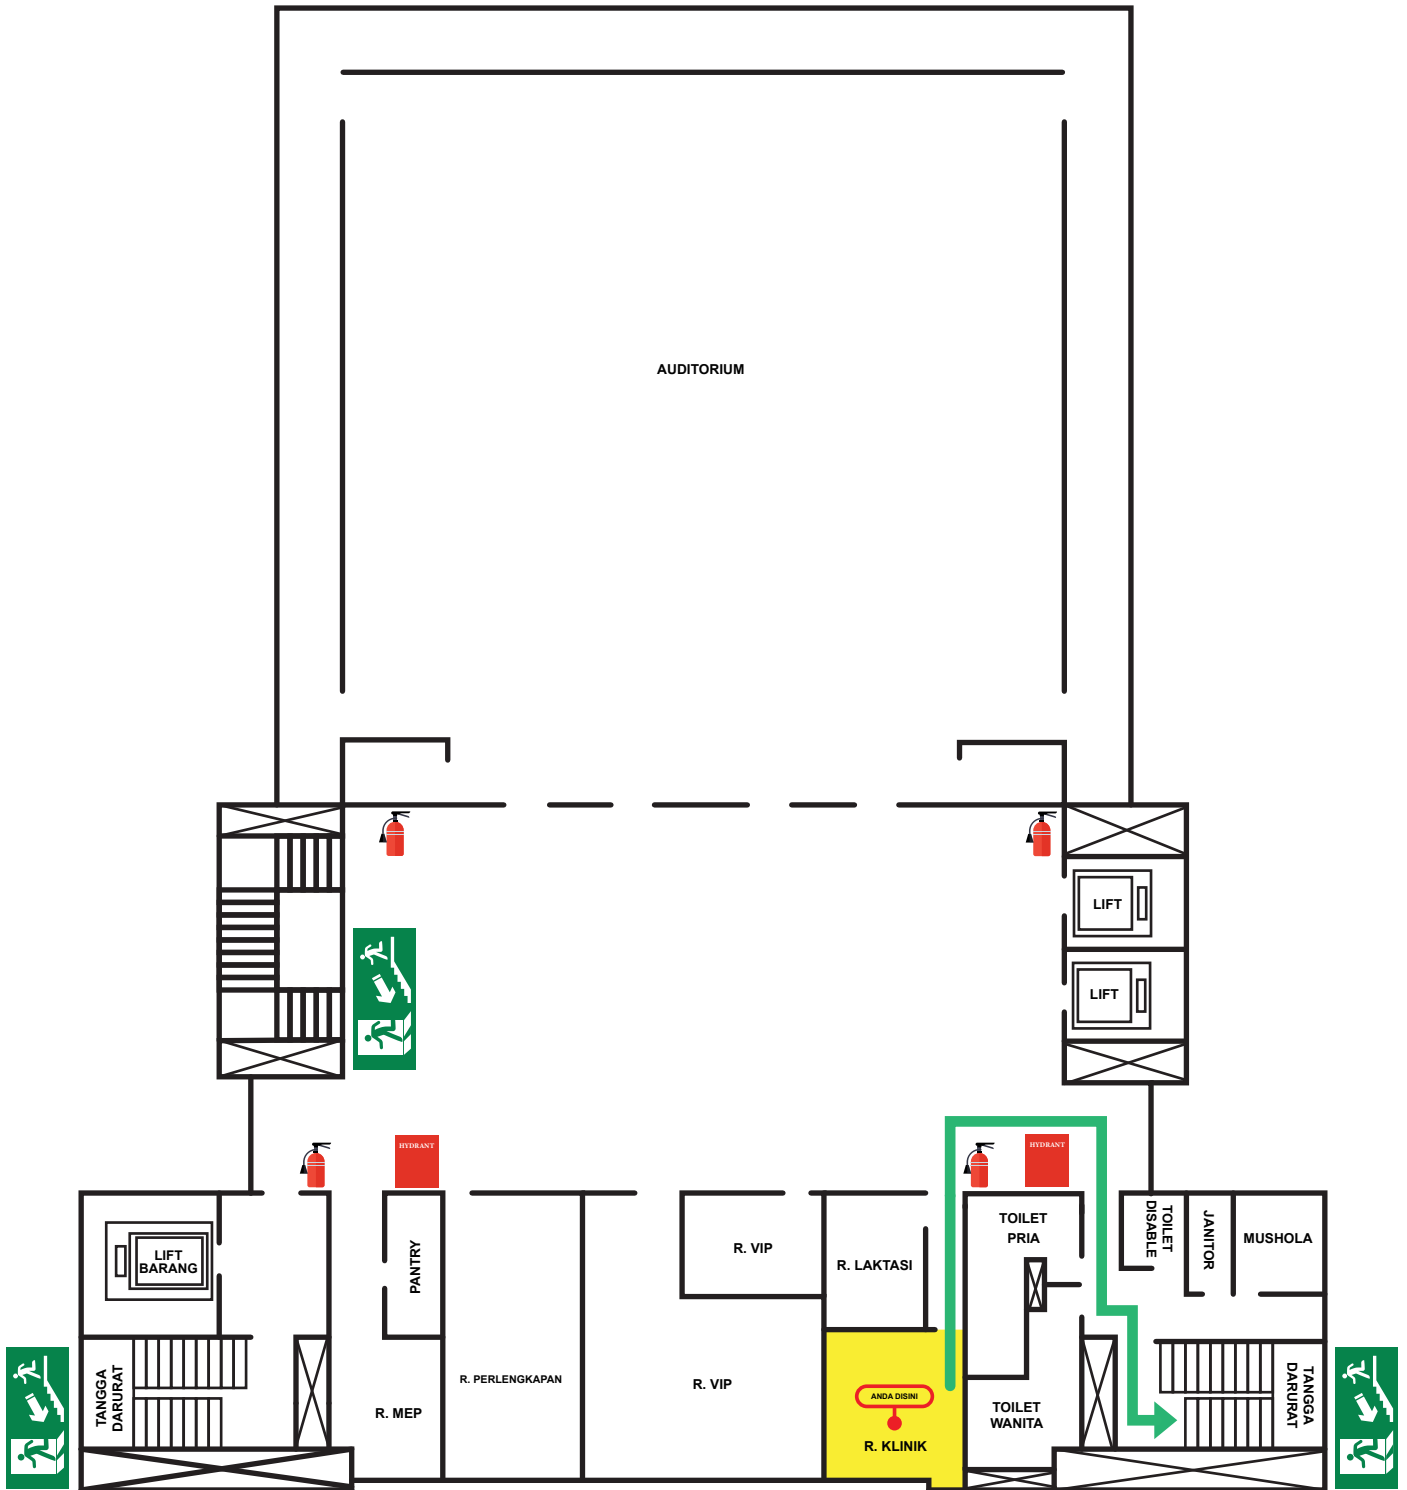 AUDITORIUM
LIFT
LIFT
HYDRANT
HYDRANT
LIFT
BARANG
PANTRY
R. VIP
R. LAKTASI
TOILET
PRIA
TOILET
DISABLE
JANITOR
MUSHOLA
TANGGA
DARURAT
R. MEP
R. PERLENGKAPAN
R. VIP
ANDA DISINI
R. KLINIK
TOILET
WANITA
TANGGA
DARURAT